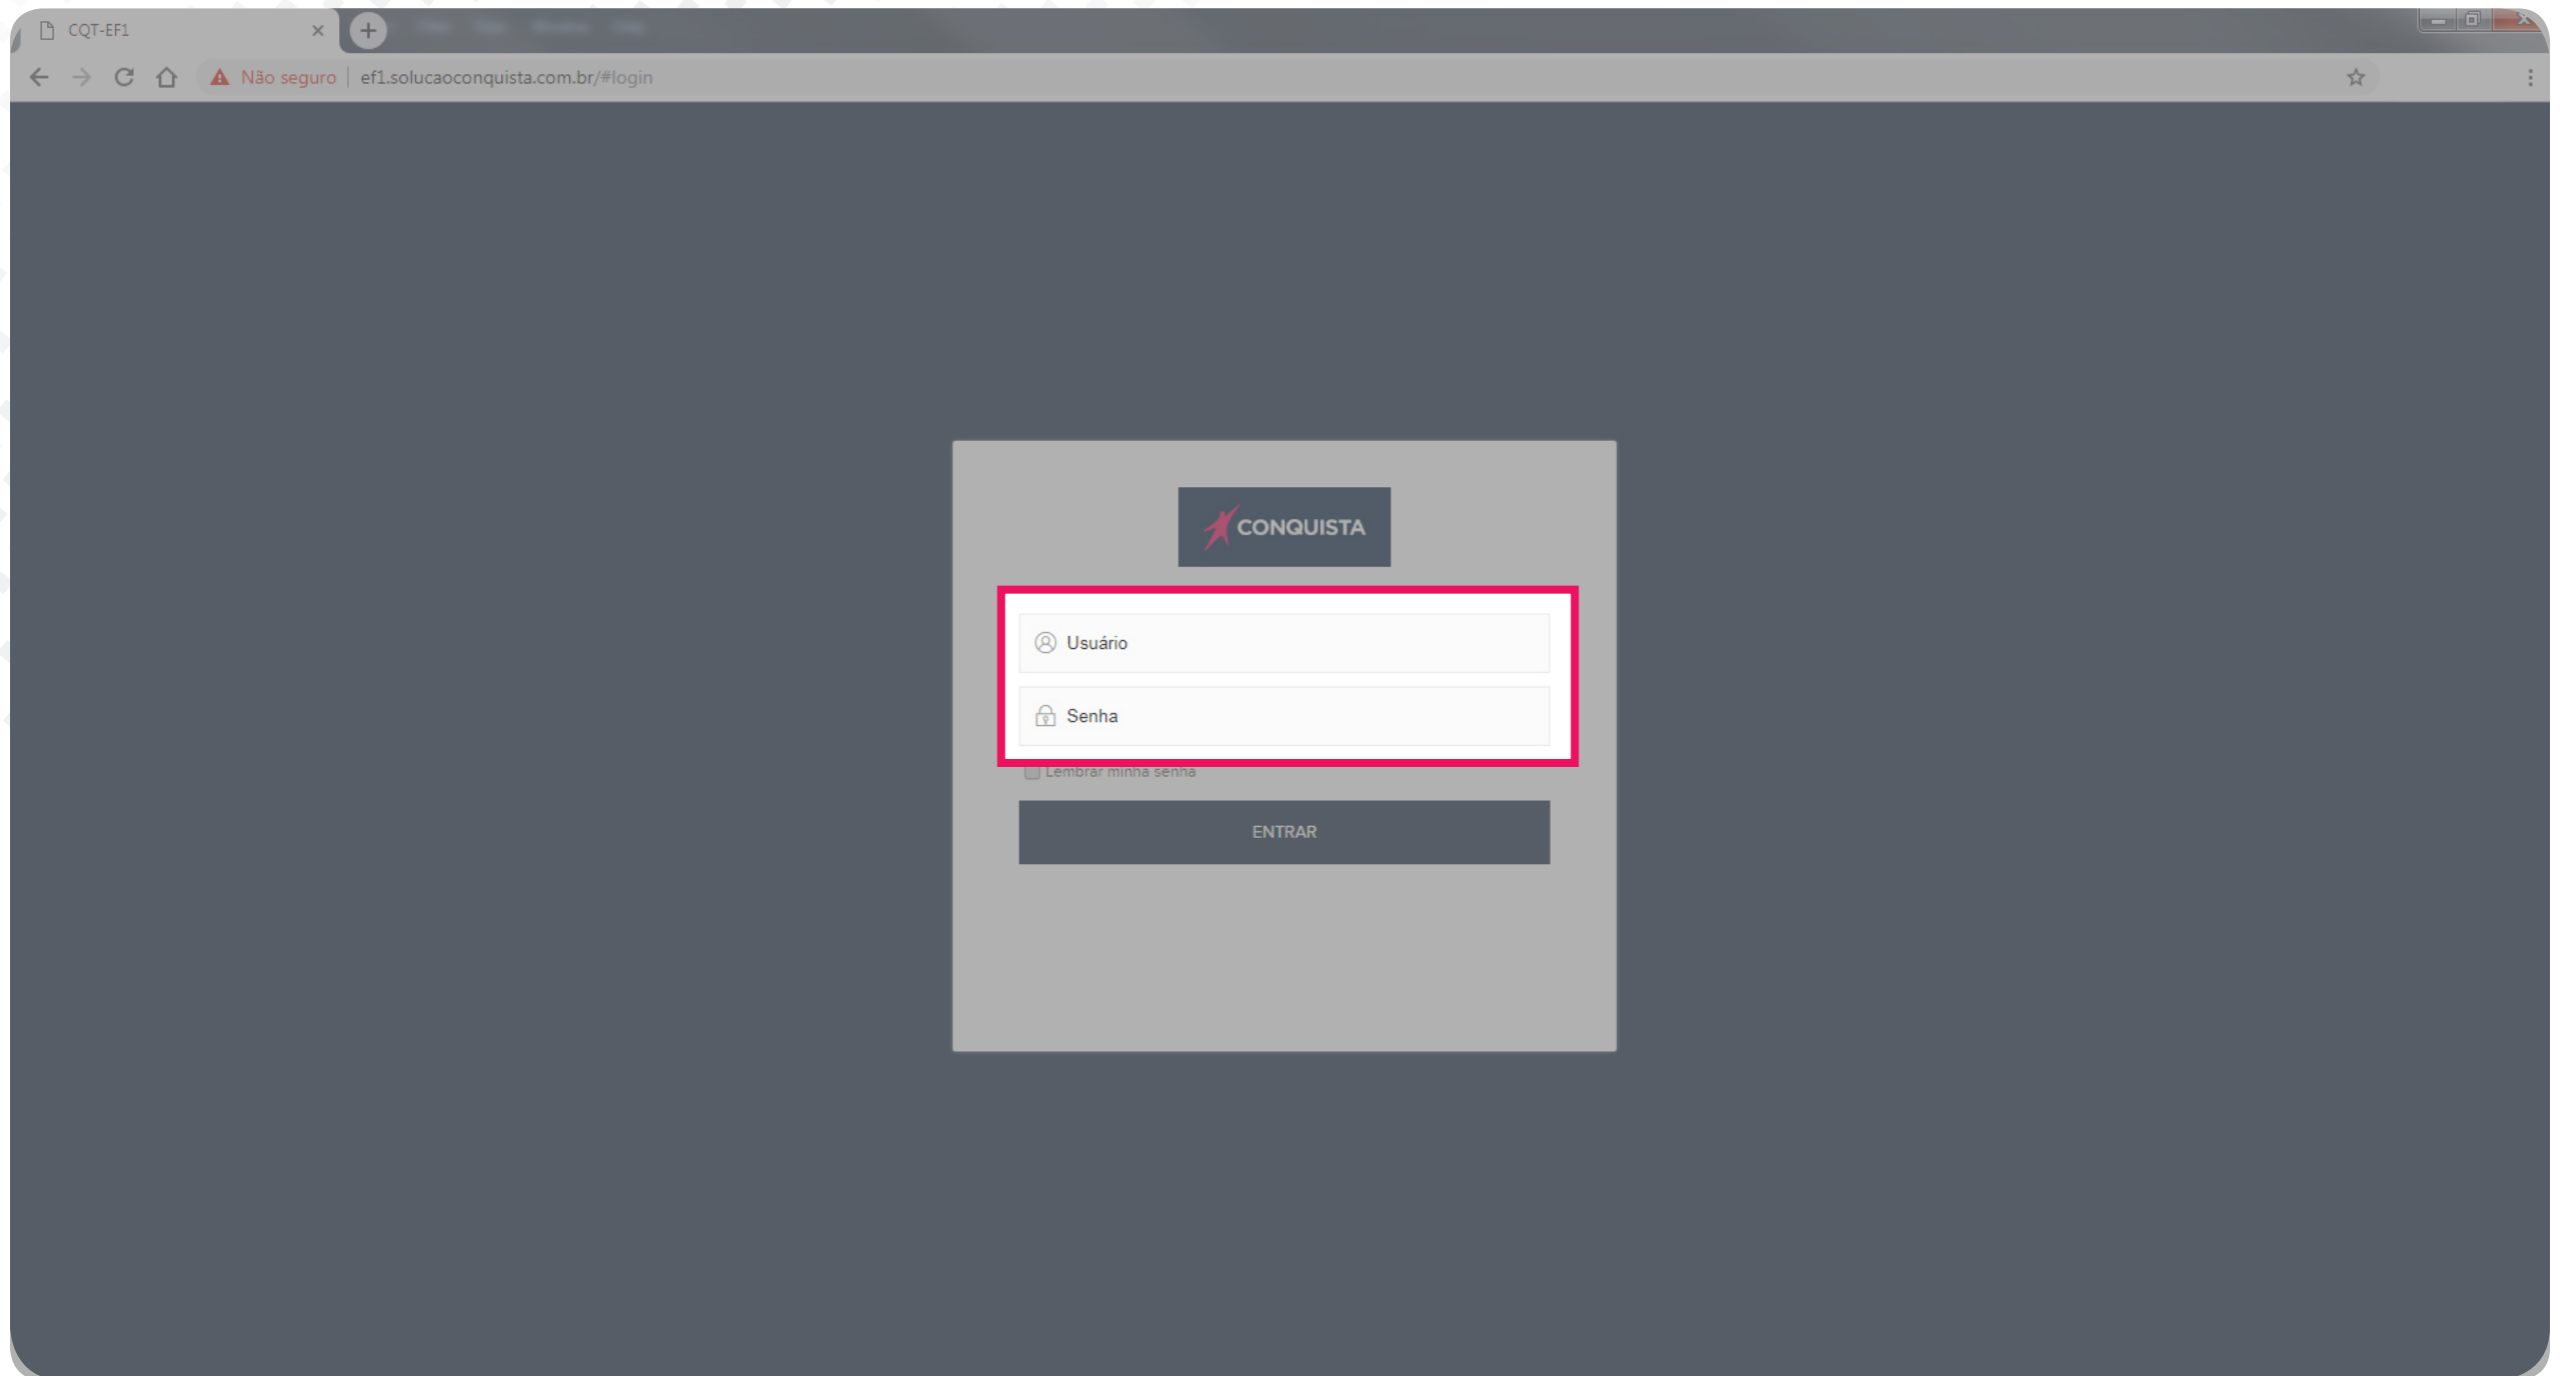 CQT-EF1
Não seguro | ef1.solucaoconquista.com.br/#login
CONQUISTA
Usuário
Senha
Lembrar minha senha
ENTRAR